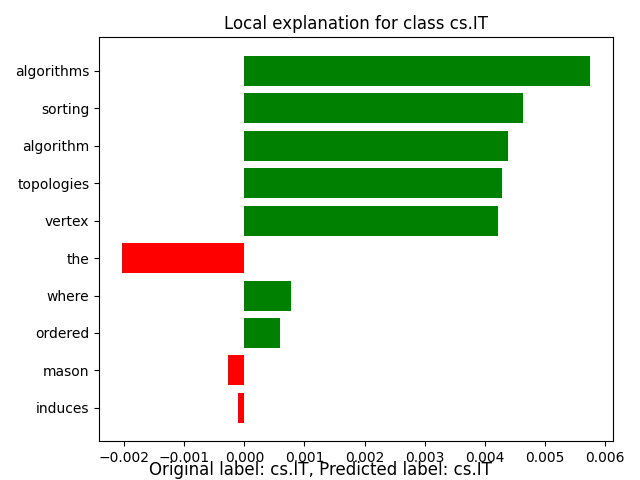 Local explanation for class cs.IT
algorithms
sorting
algorithm
topologies
vertex
the
where
ordered
mason
induces
−0.002 −0.001 0.000 0.001 0.002 0.003 0.004 0.005 0.006
Original label: cs.IT, Predicted label: cs.IT